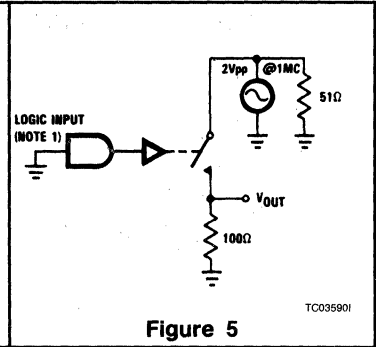 2Vpp @1MC
51Ω
LOGIC INPUT
(NOTE 1)
VOUT
100Ω
TC03590I
Figure 5